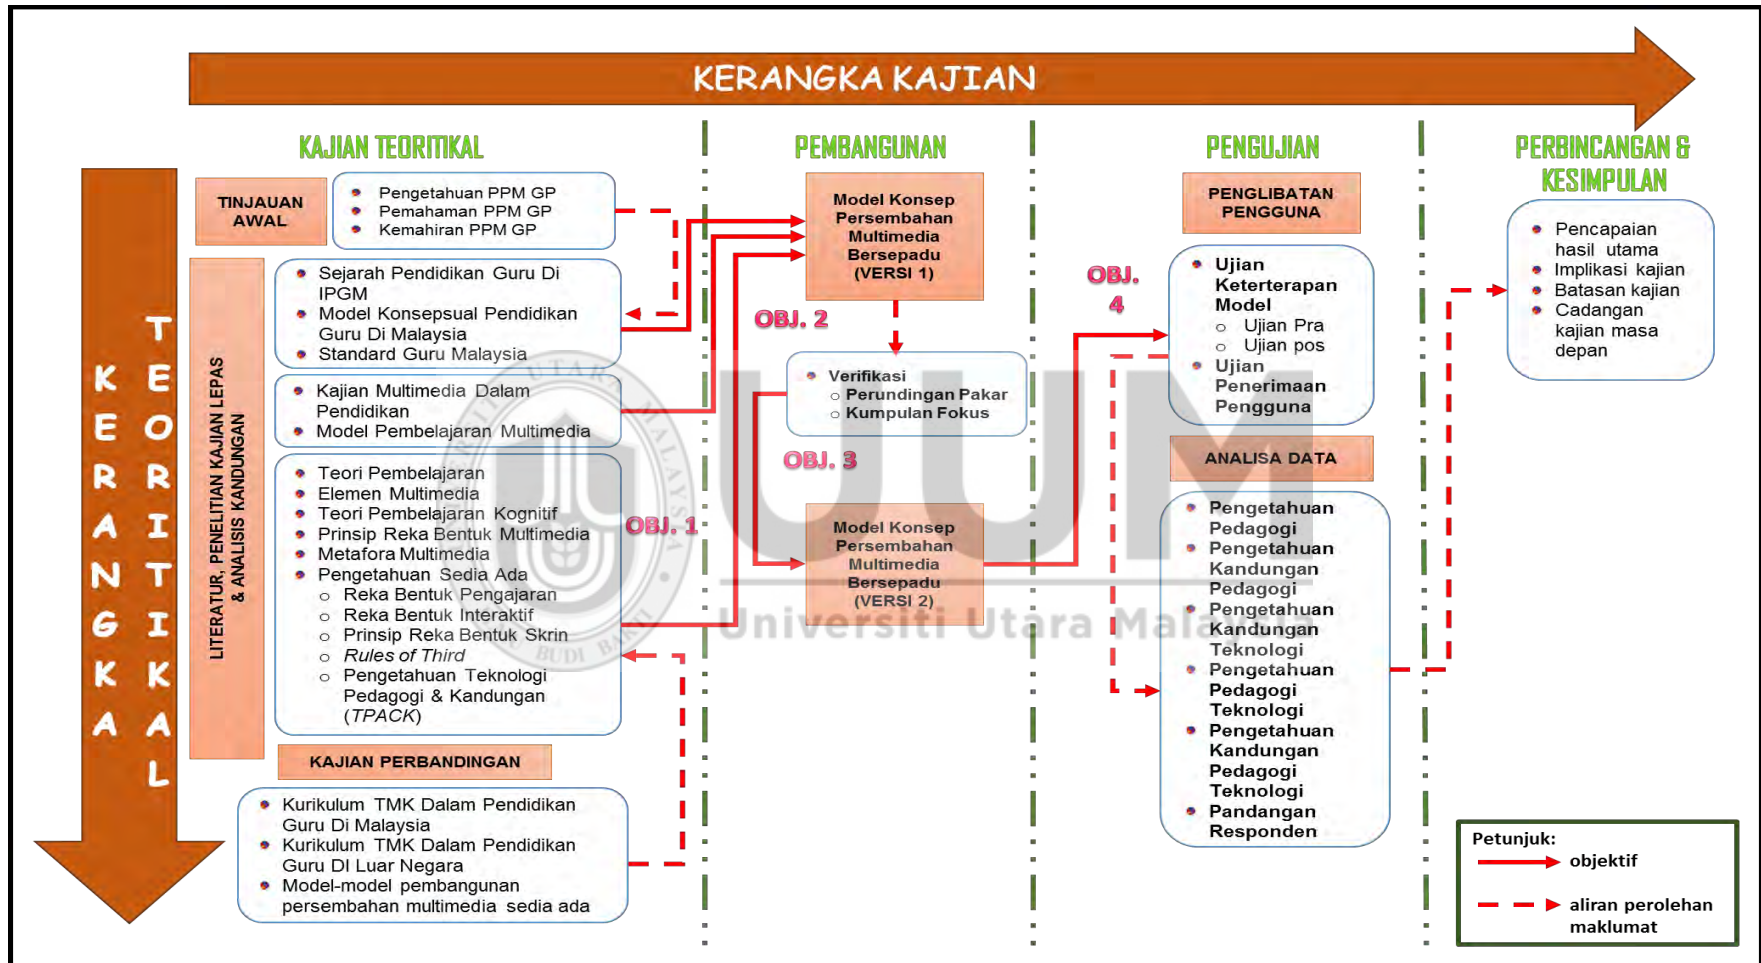 KERANGKA KAJIAN
KERANGKA
TEORITIKAL
KAJIAN TEORITIKAL
TINJAUAN
AWAL
Pengetahuan PPM GP
Pemahaman PPM GP
Kemahiran PPM GP
LITERATUR, PENELITIAN KAJIAN LEPAS
& ANALISIS KANDUNGAN
Sejarah Pendidikan Guru Di
IPGM
Model Konsepsual Pendidikan
Guru Di Malaysia
Standard Guru Malaysia
Kajian Multimedia Dalam
Pendidikan
Model Pembelajaran Multimedia
Teori Pembelajaran
Elemen Multimedia
Teori Pembelajaran Kognitif
Prinsip Reka Bentuk Multimedia
Metafora Multimedia
Pengetahuan Sedia Ada
o Reka Bentuk Pengajaran
o Reka Bentuk Interaktif
o Prinsip Reka Bentuk Skrin
o Rules of Third
o Pengetahuan Teknologi
Pedagogi & Kandungan
(TPACK)
KAJIAN PERBANDINGAN
Kurikulum TMK Dalam Pendidikan
Guru Di Malaysia
Kurikulum TMK Dalam Pendidikan
Guru DI Luar Negara
Model-model pembangunan
persembahan multimedia sedia ada
OBJ. 1
PEMBANGUNAN
Model Konsep
Persembahan
Multimedia
Bersepadu
(VERSI 1)
OBJ. 2
Verifikasi
o Perundingan Pakar
o Kumpulan Fokus
OBJ. 3
Model Konsep
Persembahan
Multimedia
Bersepadu
(VERSI 2)
PENGUJIAN
PENGLIBATAN
PENGGUNA
OBJ.
4
Ujian
Keterterapan
Model
o Ujian Pra
o Ujian pos
Ujian
Penerimaan
Pengguna
ANALISA DATA
Pengetahuan
Pedagogi
Pengetahuan
Kandungan
Pedagogi
Pengetahuan
Kandungan
Teknologi
Pengetahuan
Pedagogi
Teknologi
Pengetahuan
Kandungan
Pedagogi
Teknologi
Pandangan
Responden
PERBINCANGAN &
KESIMPULAN
Pencapaian
hasil utama
Implikasi kajian
Batasan kajian
Cadangan
kajian masa
depan
Petunjuk:
objektif
aliran perolehan
maklumat
UUM
Universiti Utara Malaysia
UNIVERSITI UTARA MALAYSIA
ILMU BUDI BAKTI